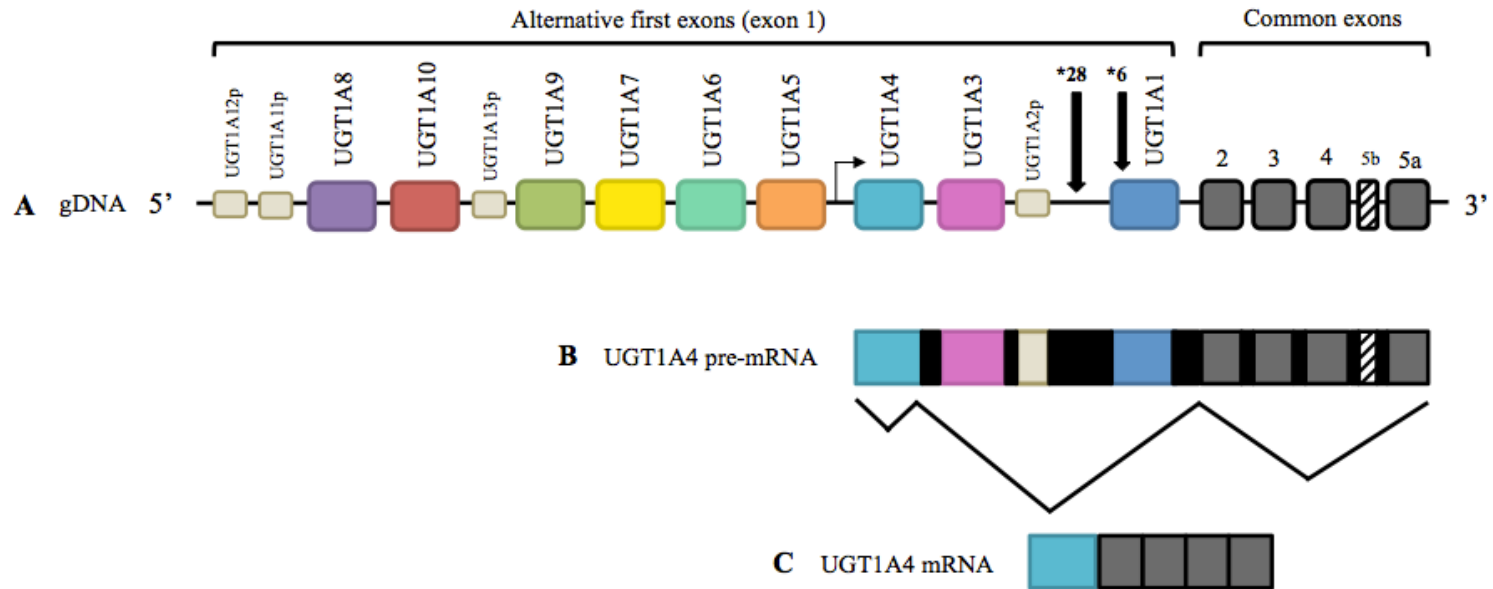 Alternative first exons (exon 1)
Common exons
UGT1A12p
UGT1A11p
UGT1A8
UGT1A10
UGT1A13p
UGT1A9
UGT1A7
UGT1A6
UGT1A5
UGT1A4
UGT1A3
UGT1A2p
*28
*6
UGT1A1
2
3
4
5b
5a
A gDNA 5’ 3’
B UGT1A4 pre-mRNA
C UGT1A4 mRNA